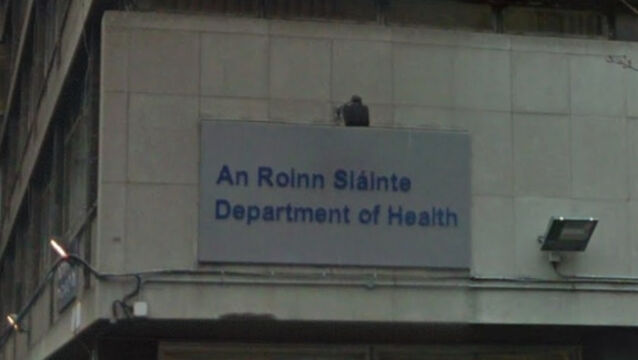 An Roinn Sláinte
Department of Health